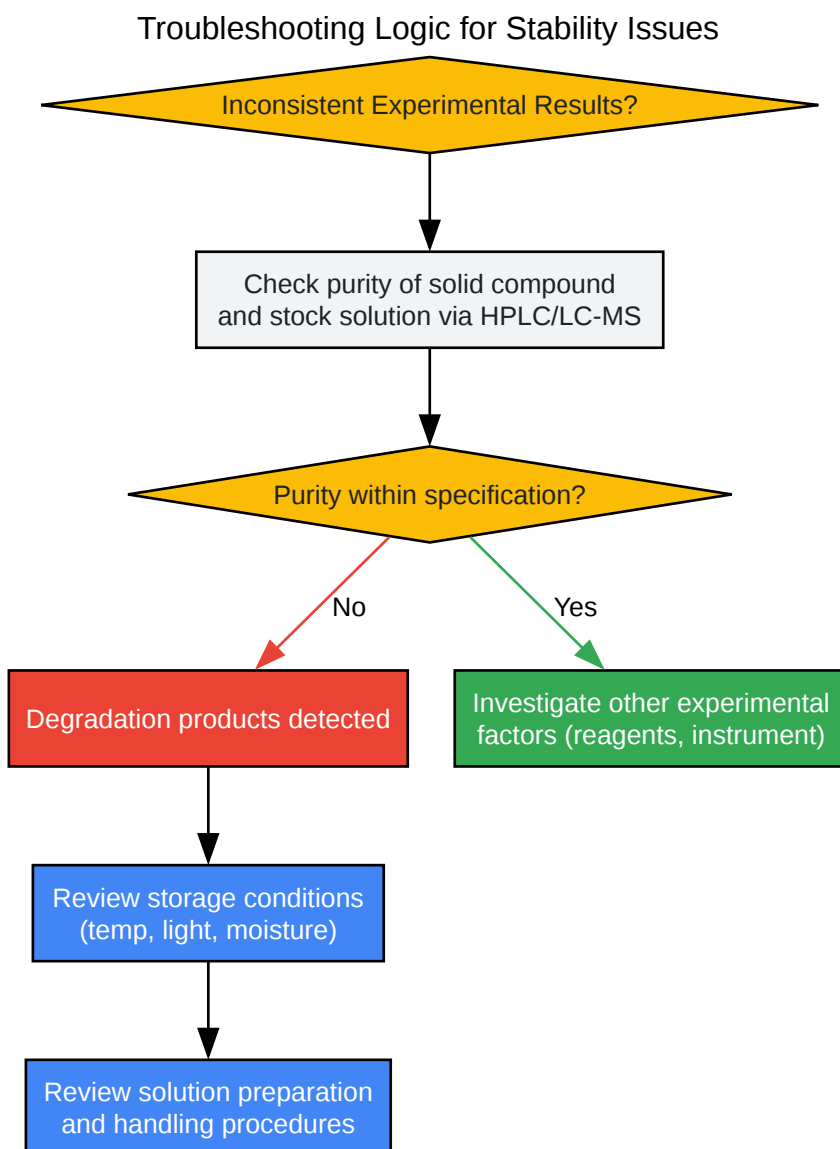 Troubleshooting Logic for Stability Issues
Inconsistent Experimental Results?
Check purity of solid compound
and stock solution via HPLC/LC-MS
Purity within specification?
No
Yes
Degradation products detected
Investigate other experimental
factors (reagents, instrument)
Review storage conditions
(temp, light, moisture)
Review solution preparation
and handling procedures